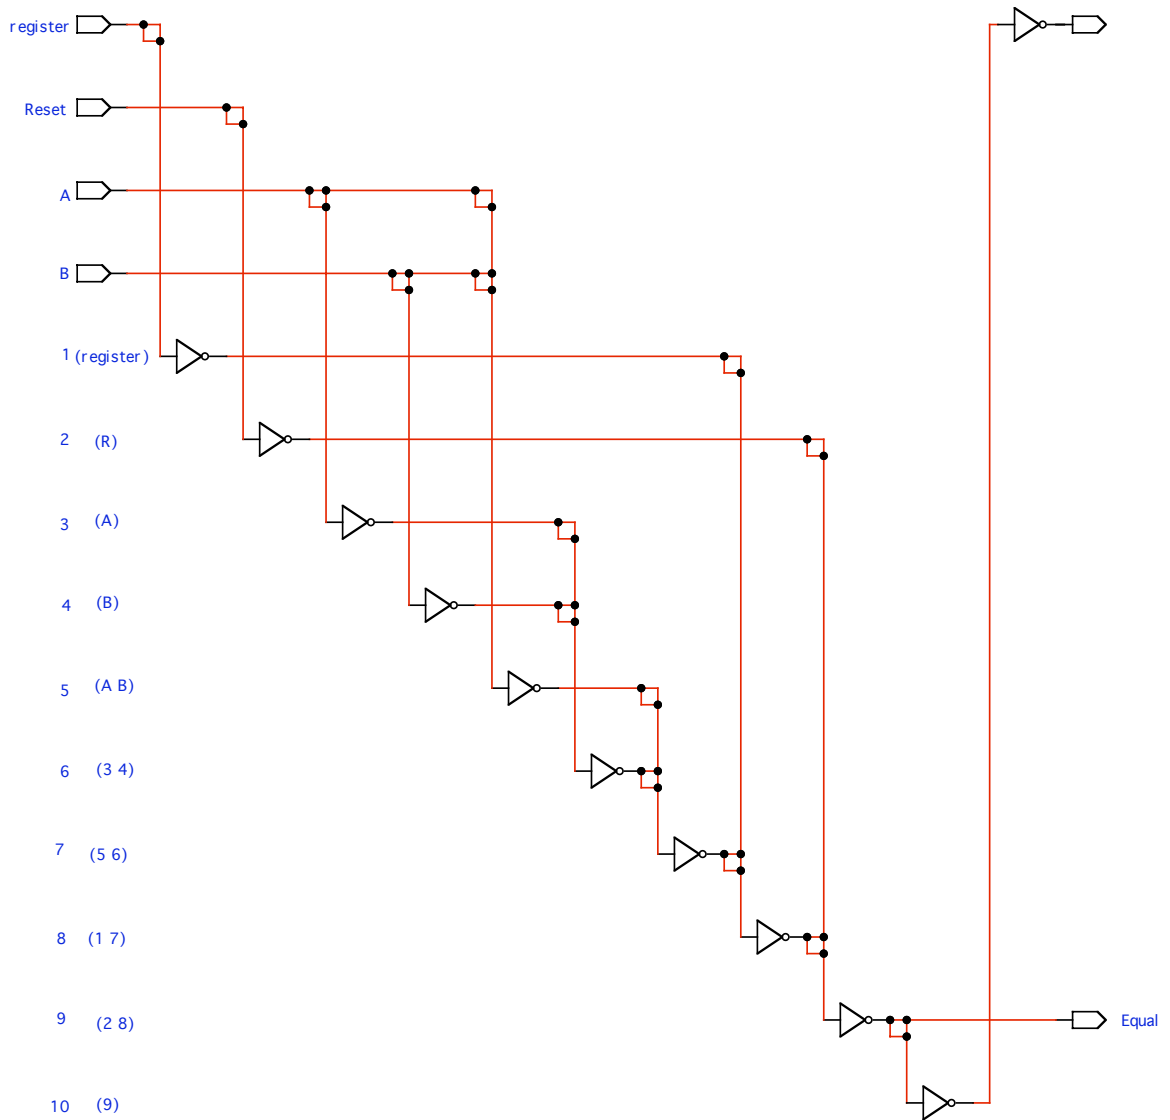 register
Reset
A
B
1 (register)
2 (R)
3 (A)
4 (B)
5 (A B)
6 (3 4)
7 (5 6)
8 (1 7)
9 (2 8)
Equal
10 (9)